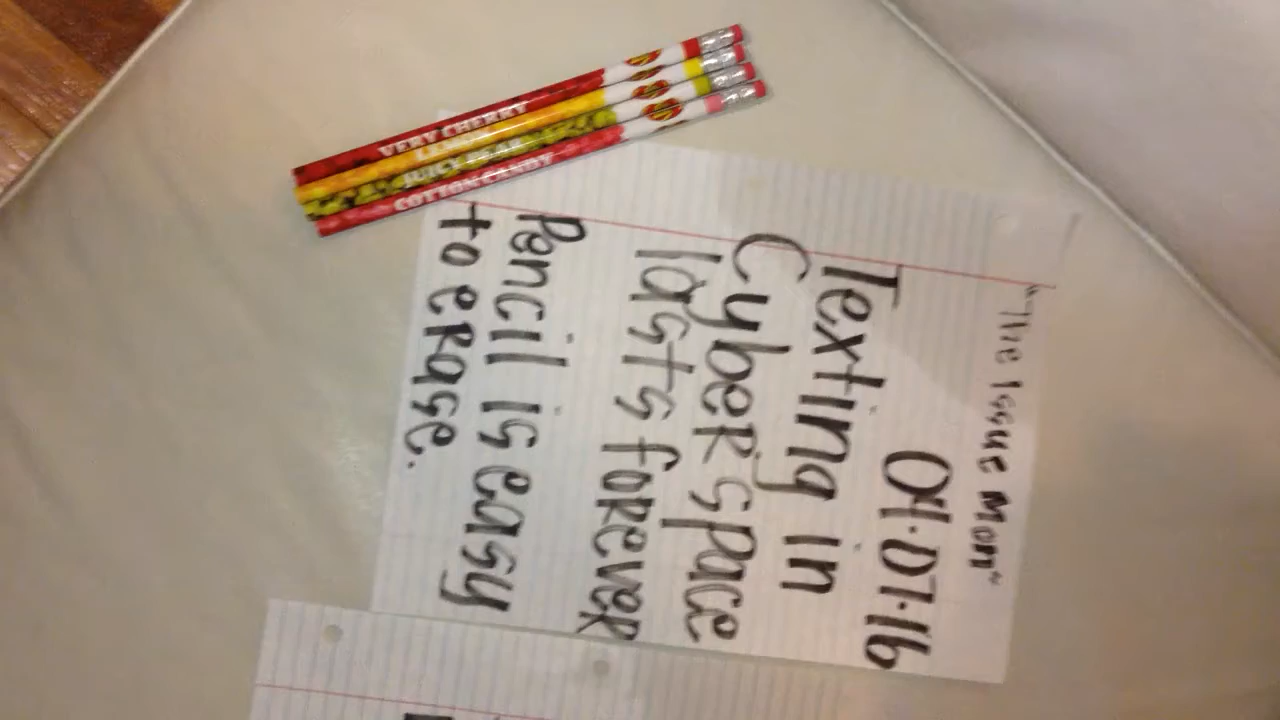 "The Issue Mom"
04.07.16
Texting in
Cyber space
lasts forever
Pencil is easy
to erase.
VERY CHERRY
LEMON
JUICY PEAR
COTTON CANDY